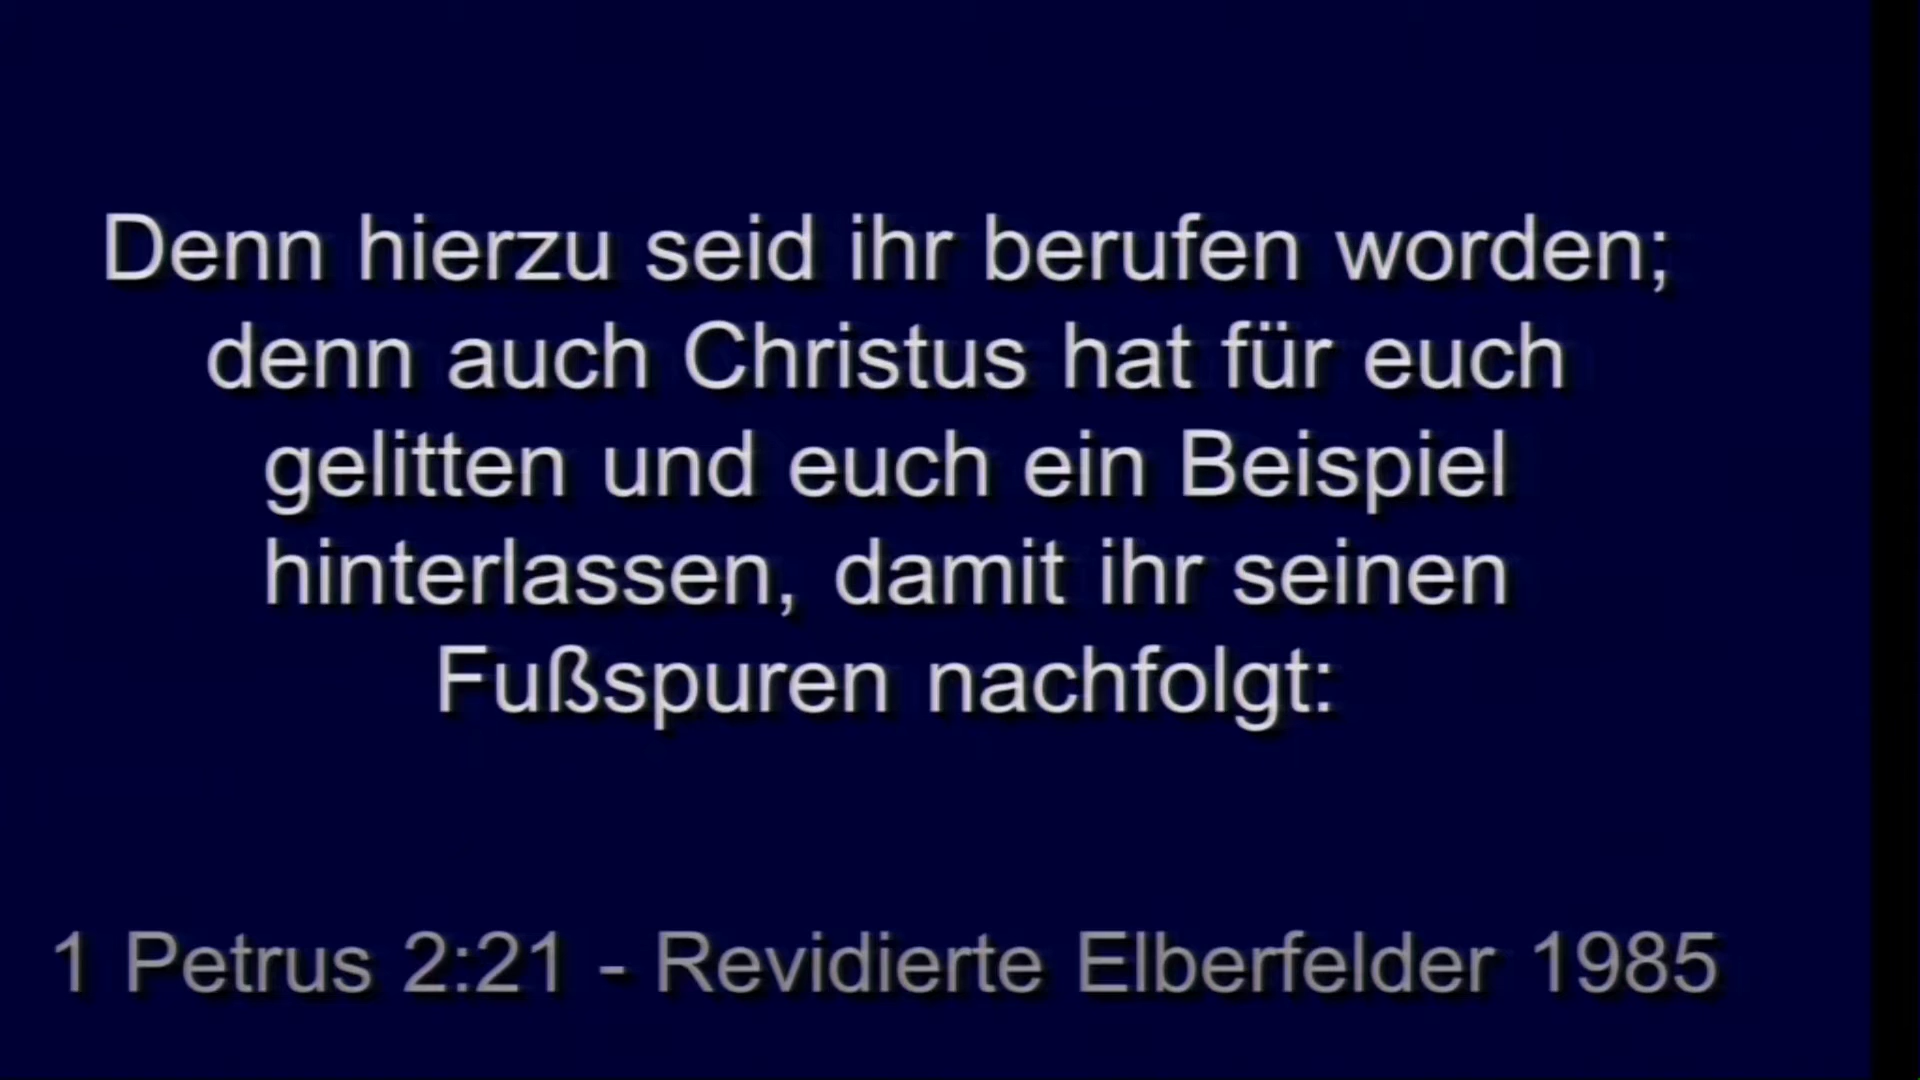 Denn hierzu seid ihr berufen worden;
denn auch Christus hat für euch
gelitten und euch ein Beispiel
hinterlassen, damit ihr seinen
Fußspuren nachfolgt:
1 Petrus 2:21 - Revidierte Elberfelder 1985